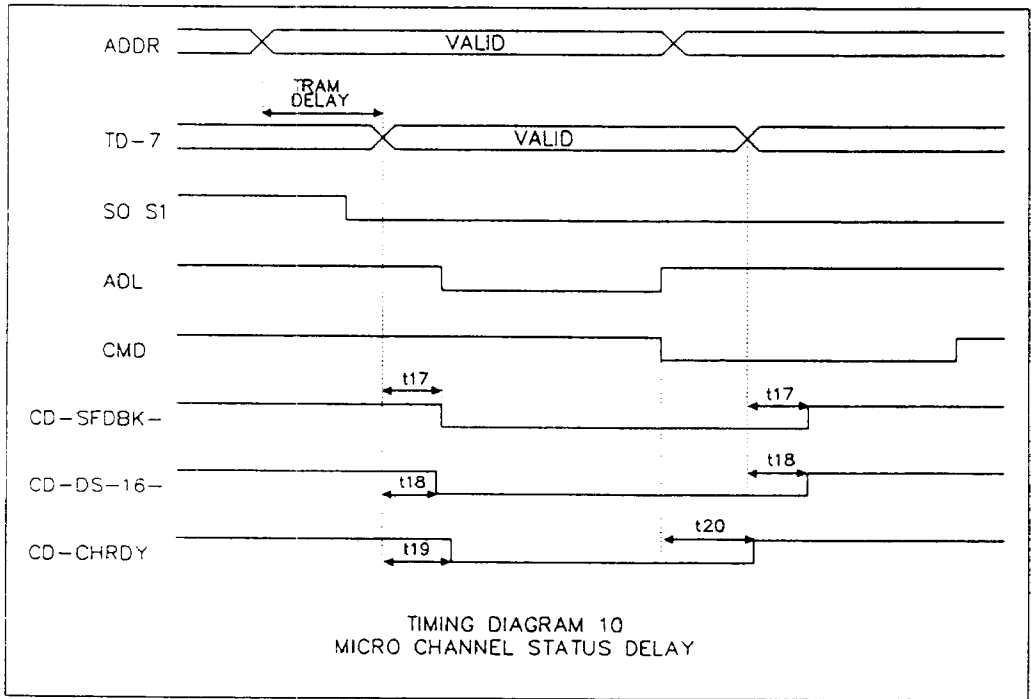 ADDR
VALID
TRAM
DELAY
TD-7
VALID
S0 S1
ADL
CMD
t17
t17
CD-SFDBK-
t18
CD-DS-16-
t18
t20
CD-CHRDY
t19
TIMING DIAGRAM 10
MICRO CHANNEL STATUS DELAY